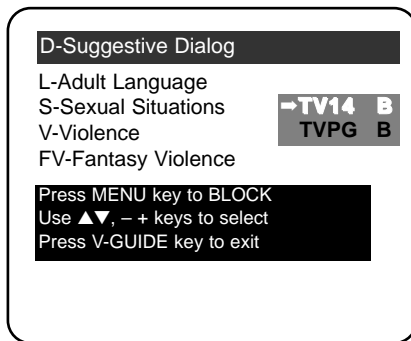 D-Suggestive Dialog
L-Adult Language
S-Sexual Situations
V-Violence
FV-Fantasy Violence
➡TV14 B
TVPG B
Press MENU key to BLOCK
Use ▲▼, – + keys to select
Press V-GUIDE key to exit